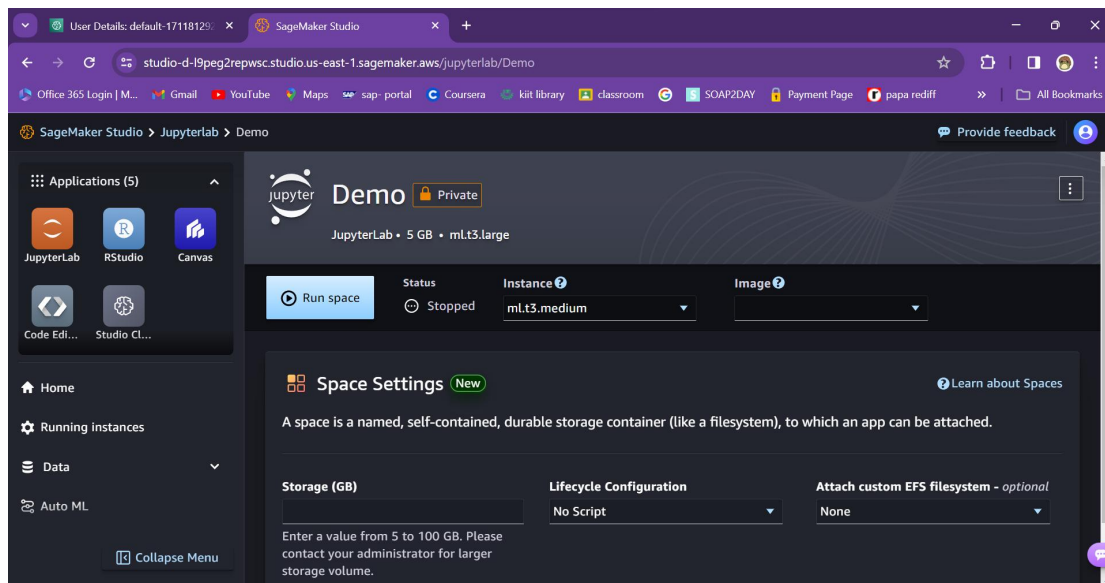 User Details: default-171181292
SageMaker Studio
studio-d-l9peg2repwsc.studio.us-east-1.sagemaker.aws/jupyterlab/Demo
Office 365 Login | M... Gmail YouTube Maps sap- portal Coursera kiit library classroom SOAP2DAY Payment Page papa rediff » All Bookmarks
SageMaker Studio > Jupyterlab > Demo
Provide feedback
Applications (5)
JupyterLab RStudio Canvas
Code Edi... Studio Cl...
Home
Running instances
Data
Auto ML
Collapse Menu
jupyter
Demo Private
JupyterLab • 5 GB • ml.t3.large
Run space
Status
Stopped
Instance
ml.t3.medium
Image
Space Settings New
Learn about Spaces
A space is a named, self-contained, durable storage container (like a filesystem), to which an app can be attached.
Storage (GB)
Enter a value from 5 to 100 GB. Please
contact your administrator for larger
storage volume.
Lifecycle Configuration
No Script
Attach custom EFS filesystem - optional
None